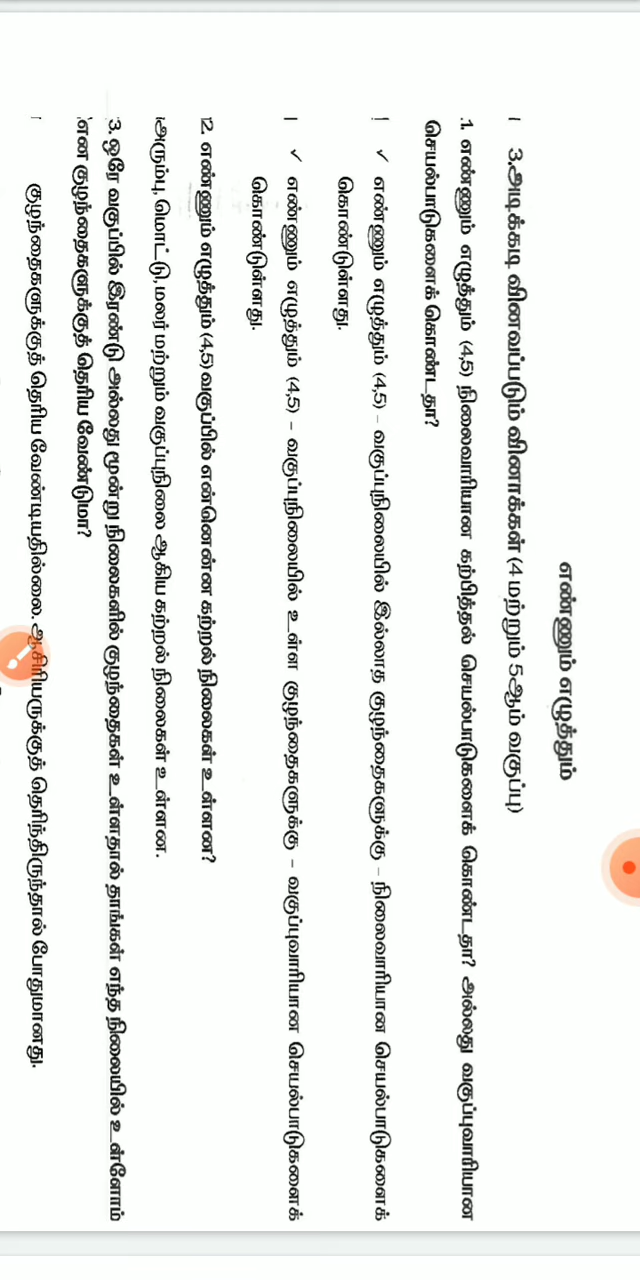 எண்ணும் எழுத்தும்
3.அடிக்கடி வினவப்படும் வினாக்கள் (4 மற்றும் 5ஆம் வகுப்பு)
1. எண்ணும் எழுத்தும் (4,5) நிலைவாரியான கற்பித்தல் செயல்பாடுகளைக் கொண்டதா? அல்லது வகுப்புவாரியான
செயல்பாடுகளைக் கொண்டதா?
✓ எண்ணும் எழுத்தும் (4,5) – வகுப்புநிலையில் இல்லாத குழந்தைகளுக்கு – நிலைவாரியான செயல்பாடுகளைக்
கொண்டுள்ளது.
✓ எண்ணும் எழுத்தும் (4,5) – வகுப்புநிலையில் உள்ள குழந்தைகளுக்கு – வகுப்புவாரியான செயல்பாடுகளைக்
கொண்டுள்ளது.
2. எண்ணும் எழுத்தும் (4,5) வகுப்பில் என்னென்ன கற்றல் நிலைகள் உள்ளன?
அரும்பு, மொட்டு, மலர் மற்றும் வகுப்புநிலை ஆகிய கற்றல் நிலைகள் உள்ளன.
3. ஒரே வகுப்பில் இரண்டு அல்லது மூன்று நிலைகளில் குழந்தைகள் உள்ளதால் தாங்கள் எந்த நிலையில் உள்ளோம்
என குழந்தைகளுக்குத் தெரிய வேண்டுமா?
குழந்தைகளுக்குத் தெரிய வேண்டியதில்லை. ஆசிரியருக்குத் தெரிந்திருந்தால் போதுமானது.